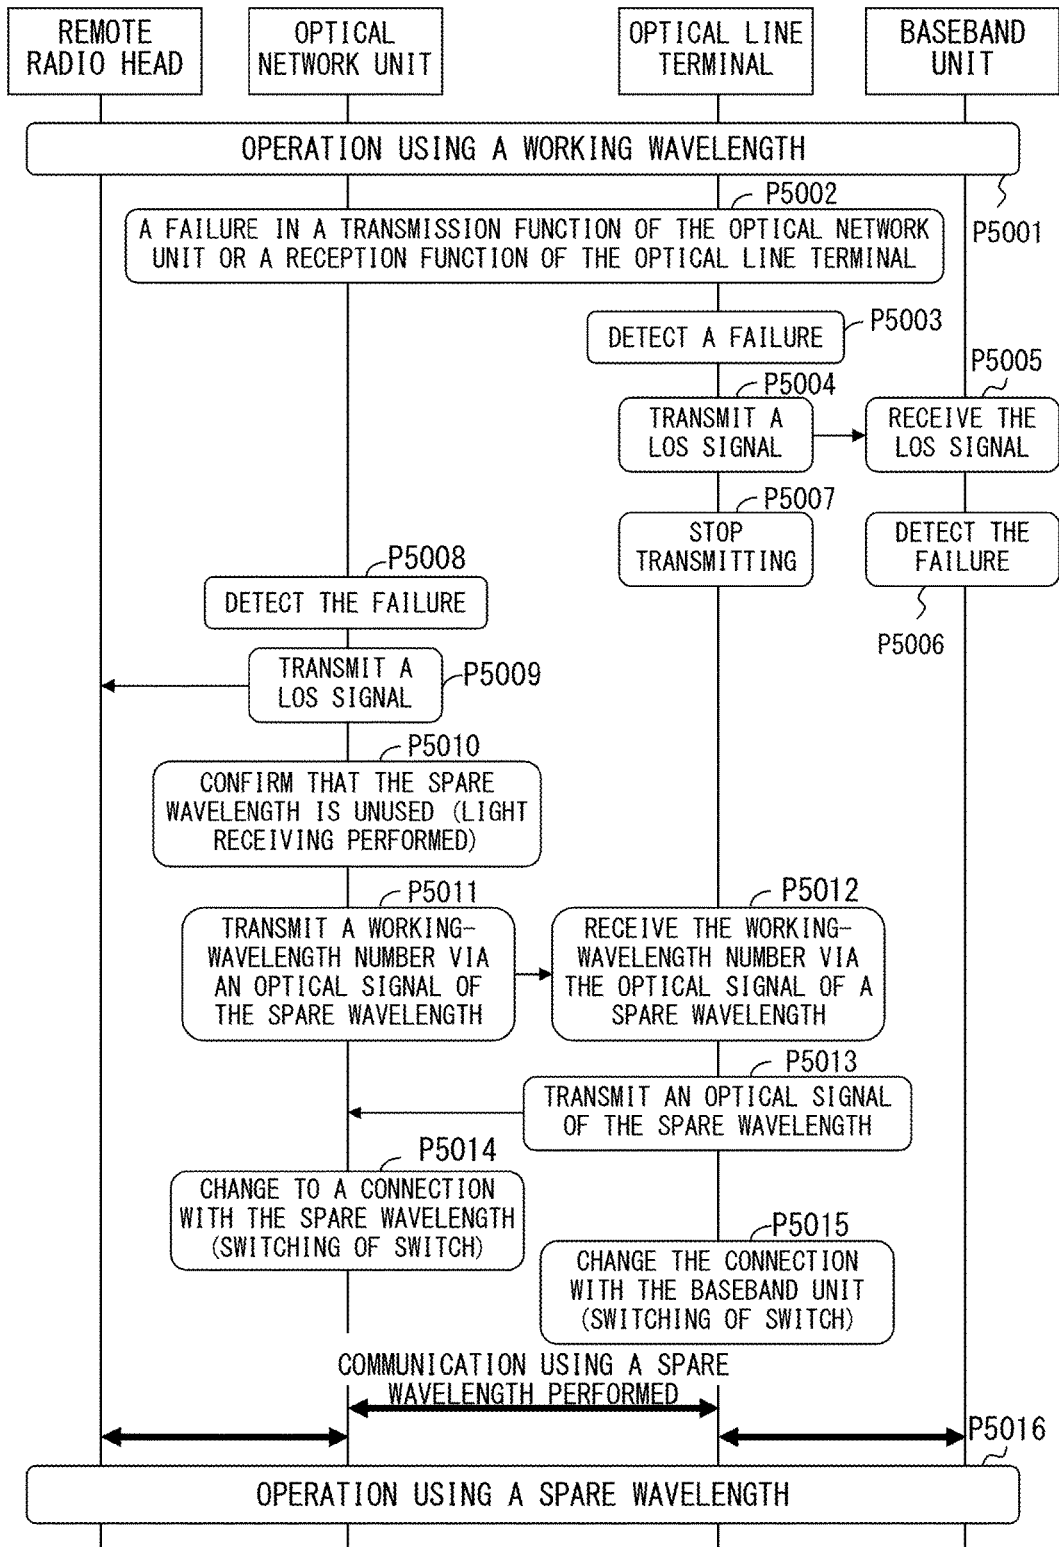 REMOTE
RADIO HEAD
OPTICAL
NETWORK UNIT
OPTICAL LINE
TERMINAL
BASEBAND
UNIT
OPERATION USING A WORKING WAVELENGTH
P5001
P5002
A FAILURE IN A TRANSMISSION FUNCTION OF THE OPTICAL NETWORK
UNIT OR A RECEPTION FUNCTION OF THE OPTICAL LINE TERMINAL
DETECT A FAILURE
P5003
P5004
TRANSMIT A
LOS SIGNAL
P5005
RECEIVE THE
LOS SIGNAL
P5007
STOP
TRANSMITTING
DETECT THE
FAILURE
P5006
P5008
DETECT THE FAILURE
TRANSMIT A
LOS SIGNAL
P5009
P5010
CONFIRM THAT THE SPARE
WAVELENGTH IS UNUSED (LIGHT
RECEIVING PERFORMED)
P5011
TRANSMIT A WORKING-
WAVELENGTH NUMBER VIA
AN OPTICAL SIGNAL OF
THE SPARE WAVELENGTH
P5012
RECEIVE THE WORKING-
WAVELENGTH NUMBER VIA
THE OPTICAL SIGNAL OF A
SPARE WAVELENGTH
P5013
TRANSMIT AN OPTICAL SIGNAL
OF THE SPARE WAVELENGTH
P5014
CHANGE TO A CONNECTION
WITH THE SPARE WAVELENGTH
(SWITCHING OF SWITCH)
P5015
CHANGE THE CONNECTION
WITH THE BASEBAND UNIT
(SWITCHING OF SWITCH)
COMMUNICATION USING A SPARE
WAVELENGTH PERFORMED
P5016
OPERATION USING A SPARE WAVELENGTH